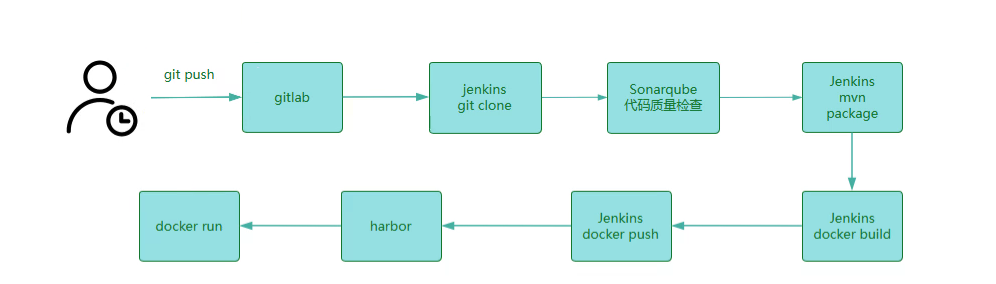 git push
gitlab
jenkins
git clone
Sonarqube
代码质量检查
Jenkins
mvn
package
docker run
harbor
Jenkins
docker push
Jenkins
docker build